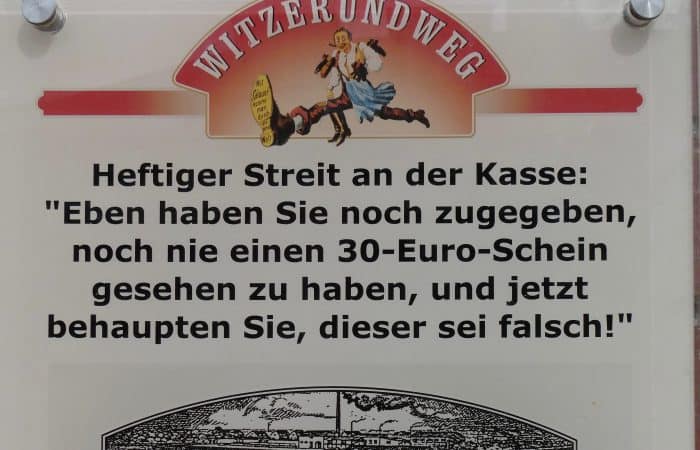 WITZERUNDWEG
Heftiger Streit an der Kasse:
"Eben haben Sie noch zugegeben,
noch nie einen 30-Euro-Schein
gesehen zu haben, und jetzt
behaupten Sie, dieser sei falsch!"